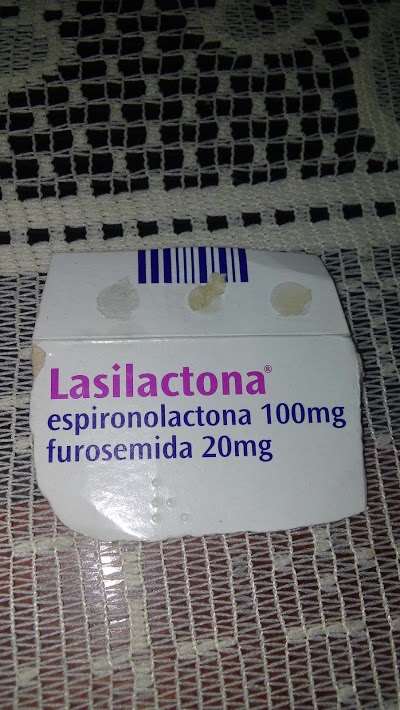 Lasilactona®
espironolactona 100mg
furosemida 20mg